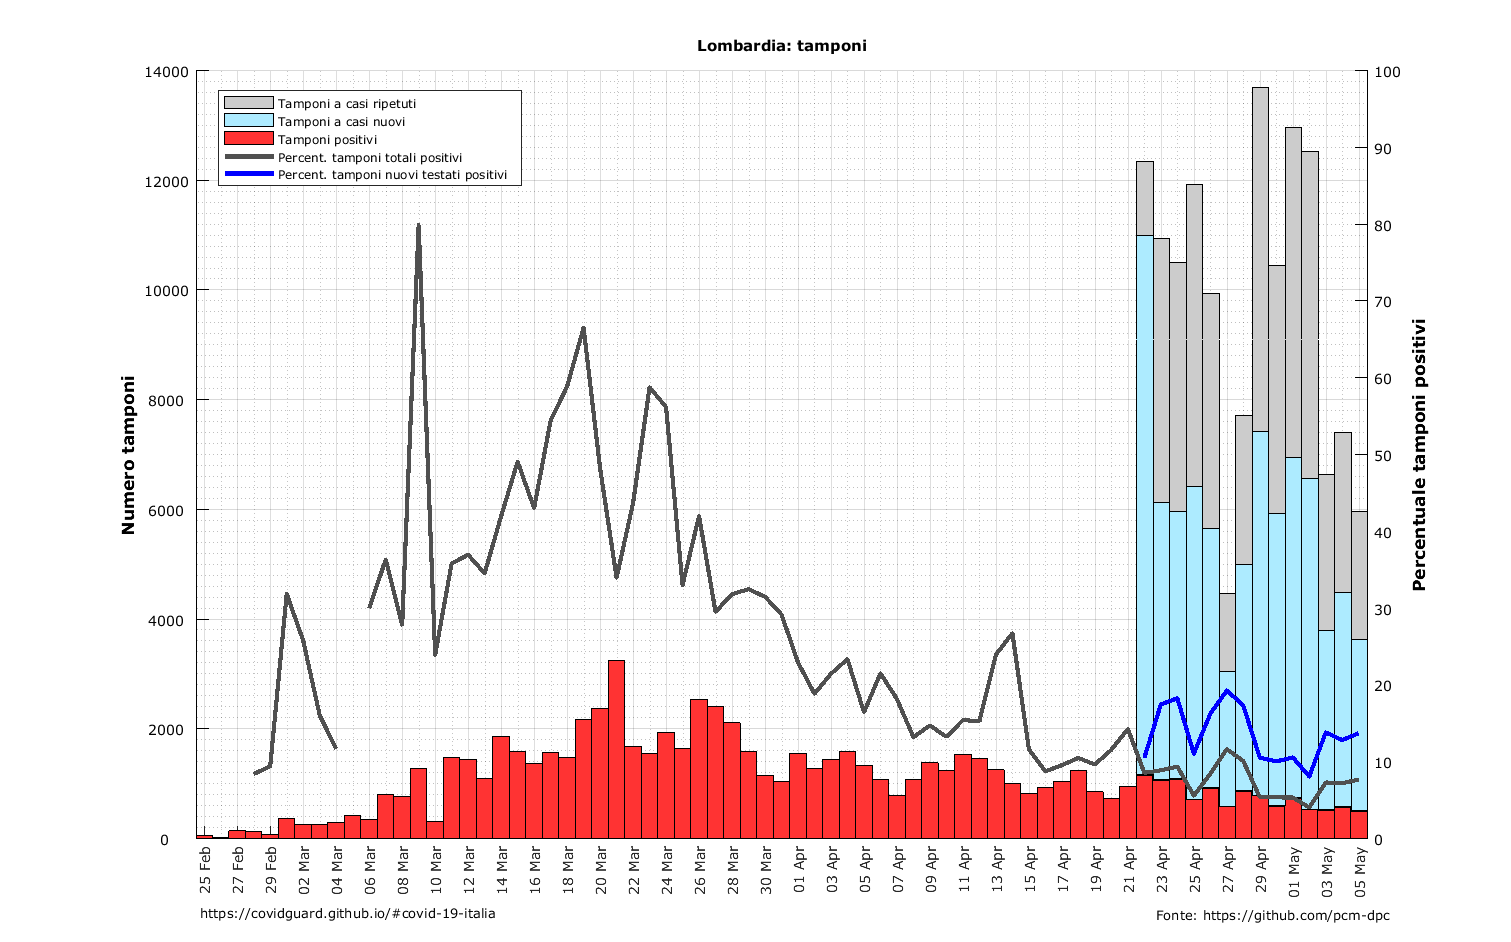 Lombardia: tamponi
14000
12000
10000
8000
6000
4000
2000
0
Numero tamponi
Tamponi a casi ripetuti
Tamponi a casi nuovi
Tamponi positivi
Percent. tamponi totali positivi
Percent. tamponi nuovi testati positivi
100
90
80
70
60
50
40
30
20
10
0
Percentuale tamponi positivi
25 Feb
27 Feb
29 Feb
02 Mar
04 Mar
06 Mar
08 Mar
10 Mar
12 Mar
14 Mar
16 Mar
18 Mar
20 Mar
22 Mar
24 Mar
26 Mar
28 Mar
30 Mar
01 Apr
03 Apr
05 Apr
07 Apr
09 Apr
11 Apr
13 Apr
15 Apr
17 Apr
19 Apr
21 Apr
23 Apr
25 Apr
27 Apr
29 Apr
01 May
03 May
05 May
https://covidguard.github.io/#covid-19-italia
Fonte: https://github.com/pcm-dpc